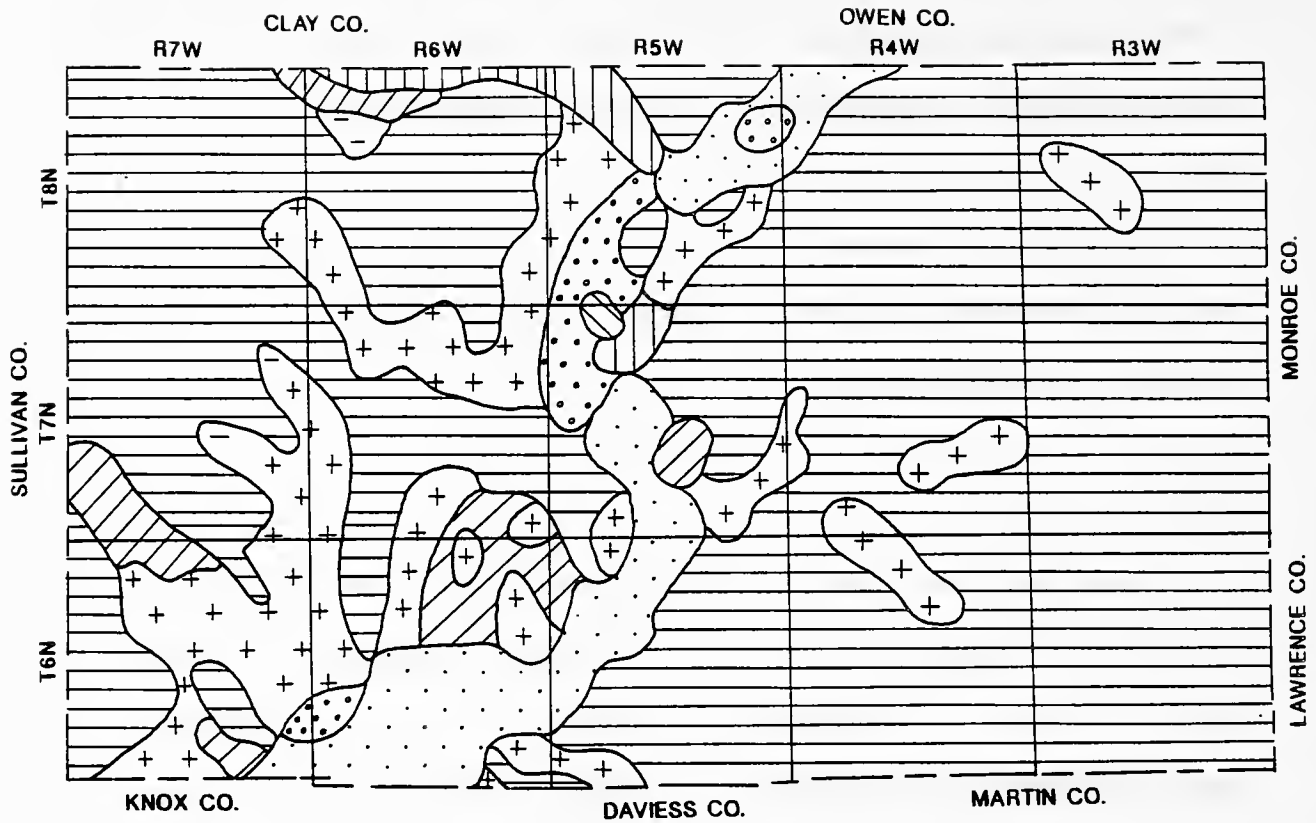 CLAY CO.
OWEN CO.
R7W
R6W
R5W
R4W
R3W
T8N
T7N
T6N
SULLIVAN CO.
MONROE CO.
LAWRENCE CO.
KNOX CO.
DAVIESS CO.
MARTIN CO.